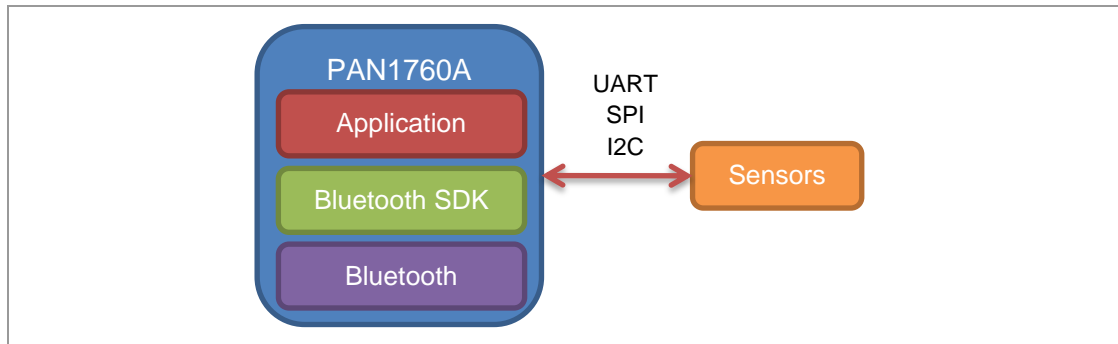 PAN1760A
Application
Bluetooth SDK
Bluetooth
UART
SPI
I2C
Sensors